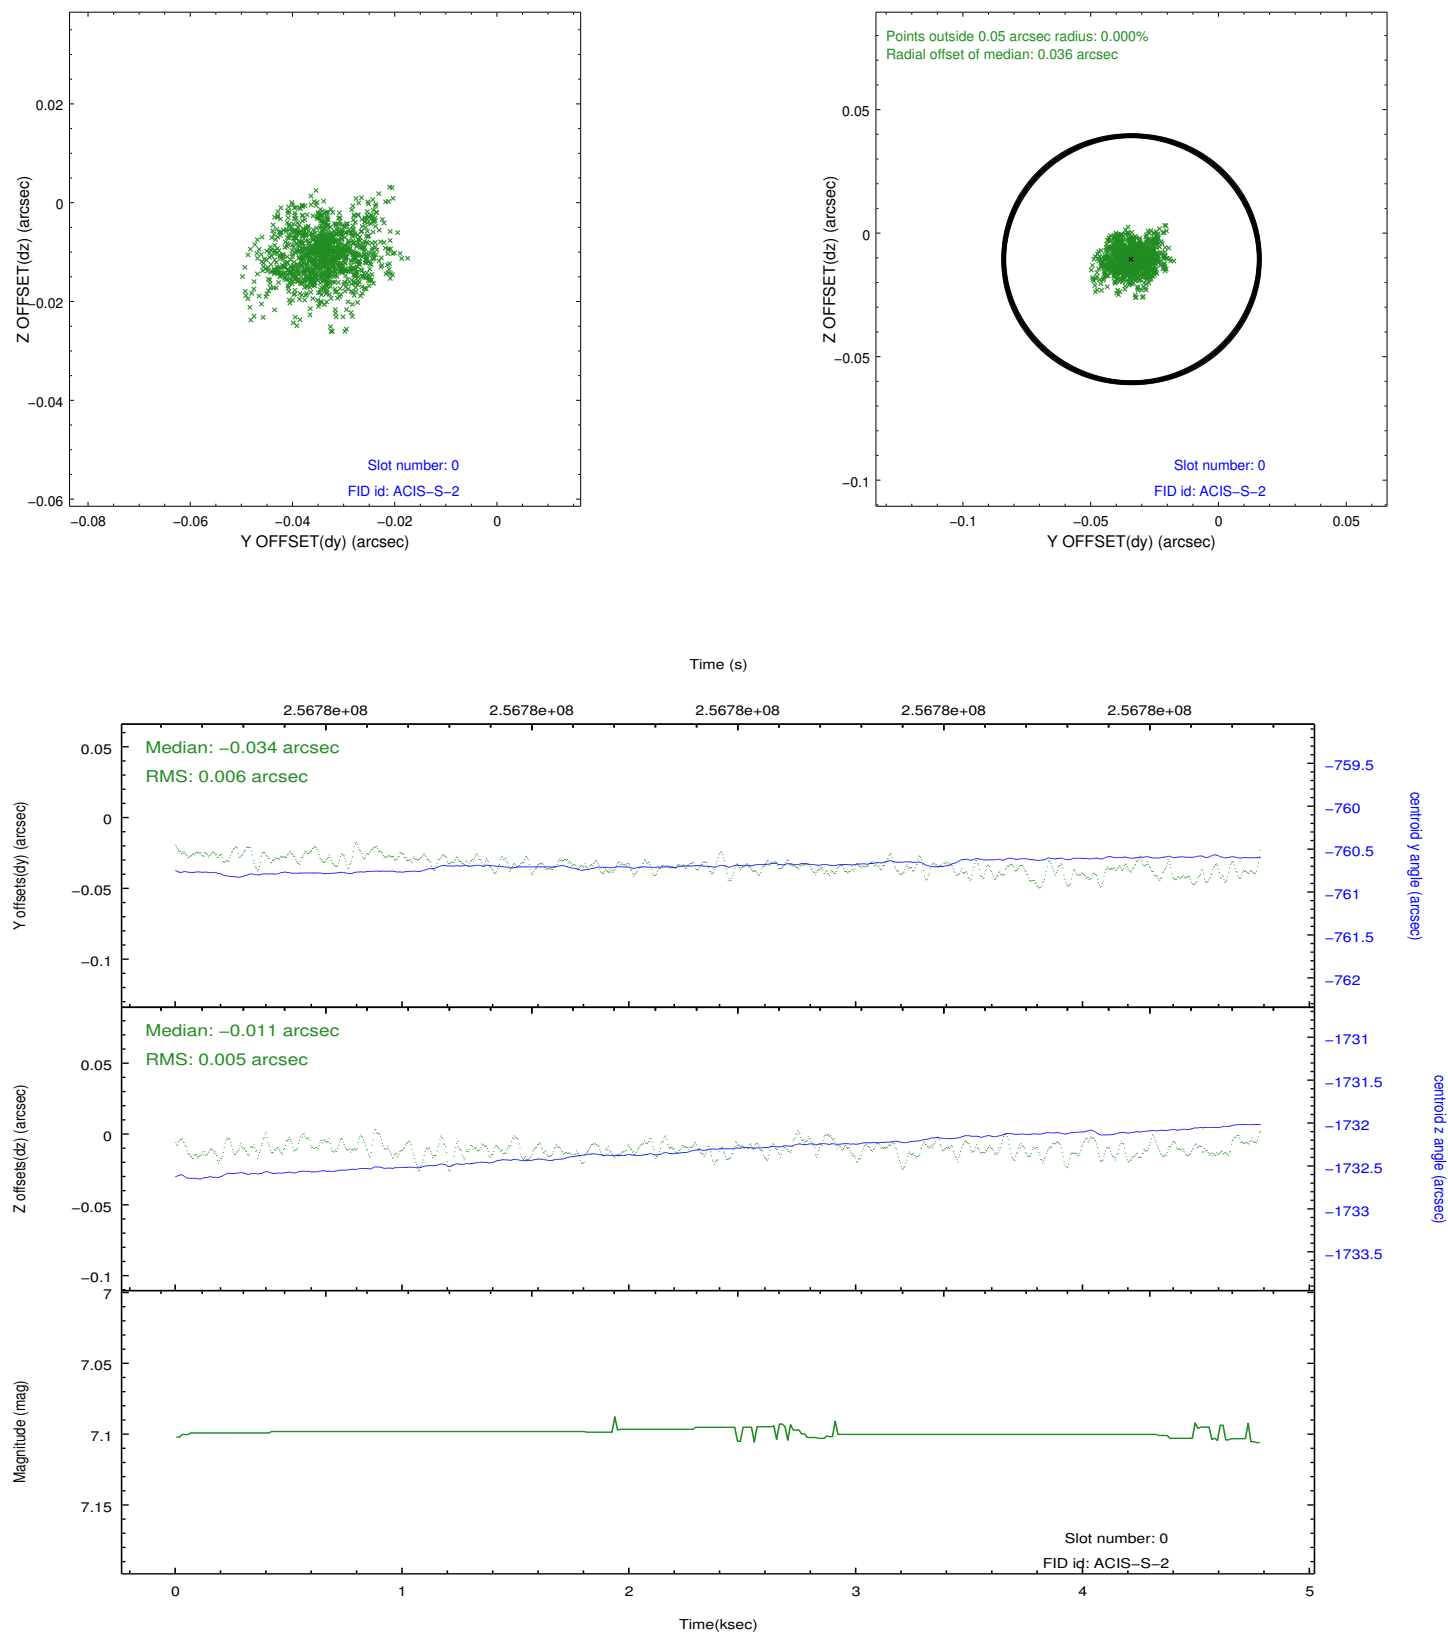 0.02
0
−0.02
−0.04
−0.06
Z OFFSET(dz) (arcsec)
Slot number: 0
FID id: ACIS−S−2
−0.08 −0.06 −0.04 −0.02 0
Y OFFSET(dy) (arcsec)
Points outside 0.05 arcsec radius: 0.000%
Radial offset of median: 0.036 arcsec
0.05
0
−0.05
−0.1
Z OFFSET(dz) (arcsec)
Slot number: 0
FID id: ACIS−S−2
−0.1 −0.05 0 0.05
Y OFFSET(dy) (arcsec)
Time (s)
2.5678e+08 2.5678e+08 2.5678e+08 2.5678e+08 2.5678e+08
Median: −0.034 arcsec
RMS: 0.006 arcsec
0.05
0
−0.05
−0.1
Y offsets(dy) (arcsec)
−759.5
−760
−760.5
−761
−761.5
−762
centroid y angle (arcsec)
Median: −0.011 arcsec
RMS: 0.005 arcsec
0.05
0
−0.05
−0.1
Z offsets(dz) (arcsec)
−1731
−1731.5
−1732
−1732.5
−1733
−1733.5
centroid z angle (arcsec)
7
7.05
7.1
7.15
Magnitude (mag)
Slot number: 0
FID id: ACIS−S−2
0 1 2 3 4 5
Time(ksec)